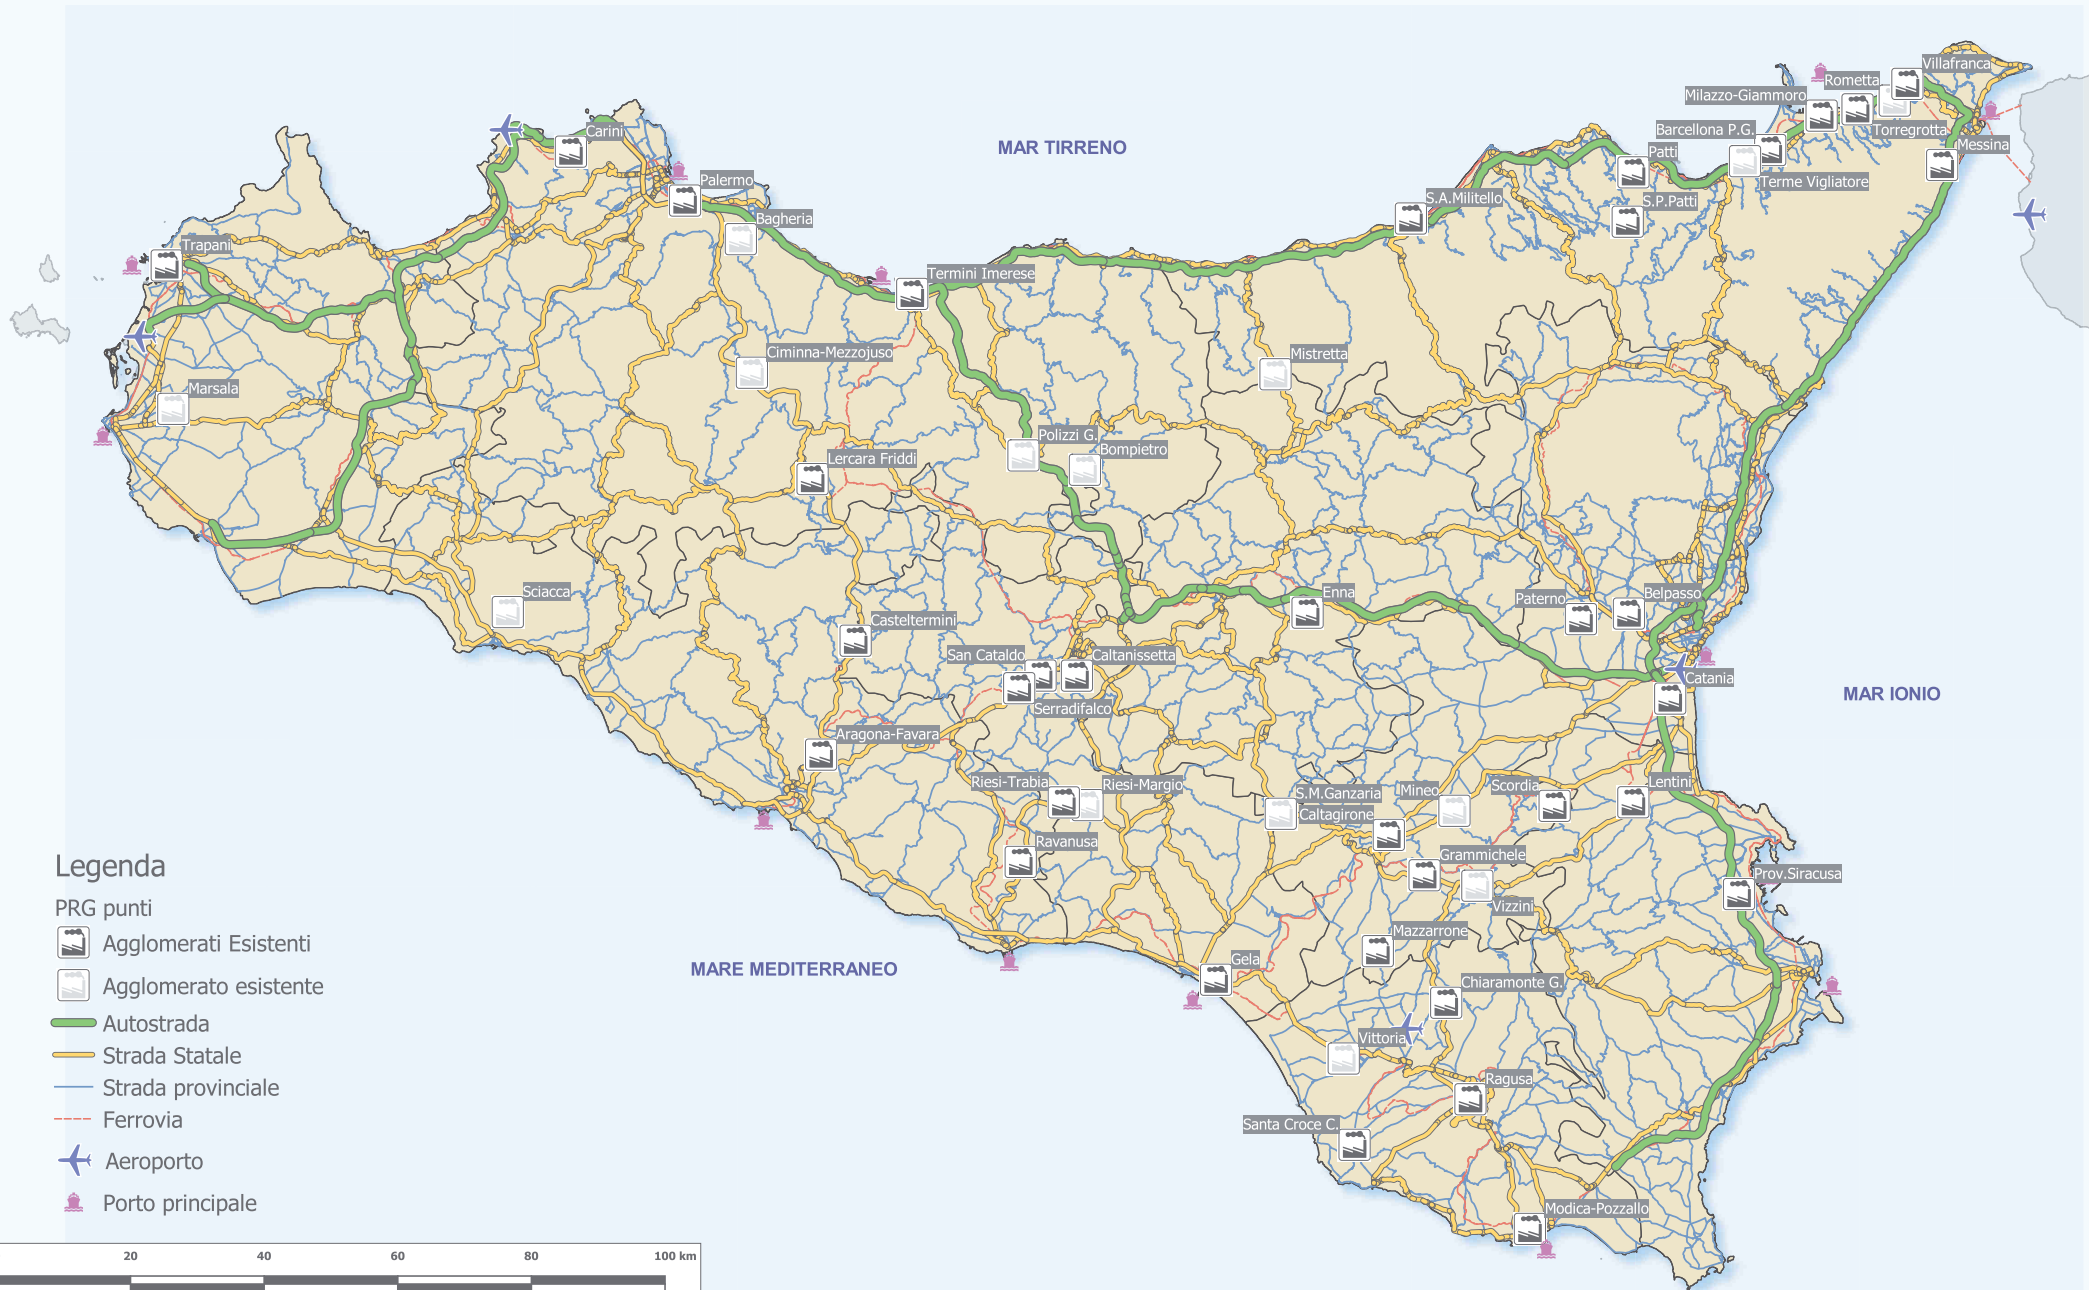 Villafranca
Rometta
Milazzo-Giammoro
Barcellona P.G.
Torregrotta
Messina
Carini
MAR TIRRENO
Patti
Terme Vigliatore
Palermo
S.A.Militello
S.P.Patti
Bagheria
Trapani
Termini Imerese
Ciminna-Mezzojuso
Mistretta
Marsala
Polizzi G.
Bompietro
Lercara Friddi
Sciacca
Enna
Paterno
Belpasso
Casteltermini
San Cataldo
Caltanissetta
Catania
MAR IONIO
Serradifalco
Aragona-Favara
Riesi-Trabia
Riesi-Margio
S.M.Ganzaria
Mineo
Scordia
Lentini
Caltagirone
Ravanusa
Grammichele
Prov.Siracusa
Vizzini
Mazzarrone
MARE MEDITERRANEO
Gela
Chiaramonte G.
Vittoria
Ragusa
Santa Croce C.
Modica-Pozzallo
Legenda
PRG punti
Agglomerati Esistenti
Agglomerato esistente
Autostrada
Strada Statale
Strada provinciale
Ferrovia
Aeroporto
Porto principale
20 40 60 80 100 km